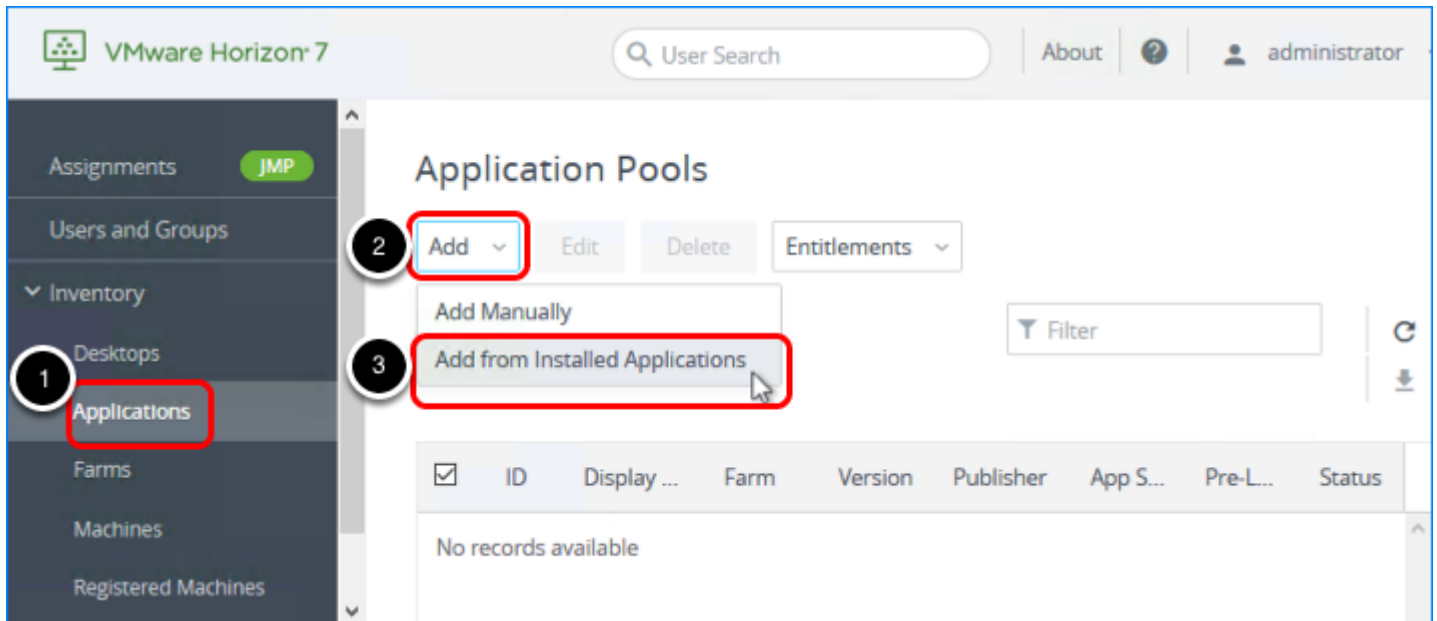 VMware Horizon® 7
User Search
About
administrator
Assignments JMP
Users and Groups
Inventory
Desktops
1
Applications
Farms
Machines
Registered Machines
Application Pools
2 Add Edit Delete Entitlements
Add Manually
3 Add from Installed Applications
Filter
ID Display ... Farm Version Publisher App S... Pre-L... Status
No records available